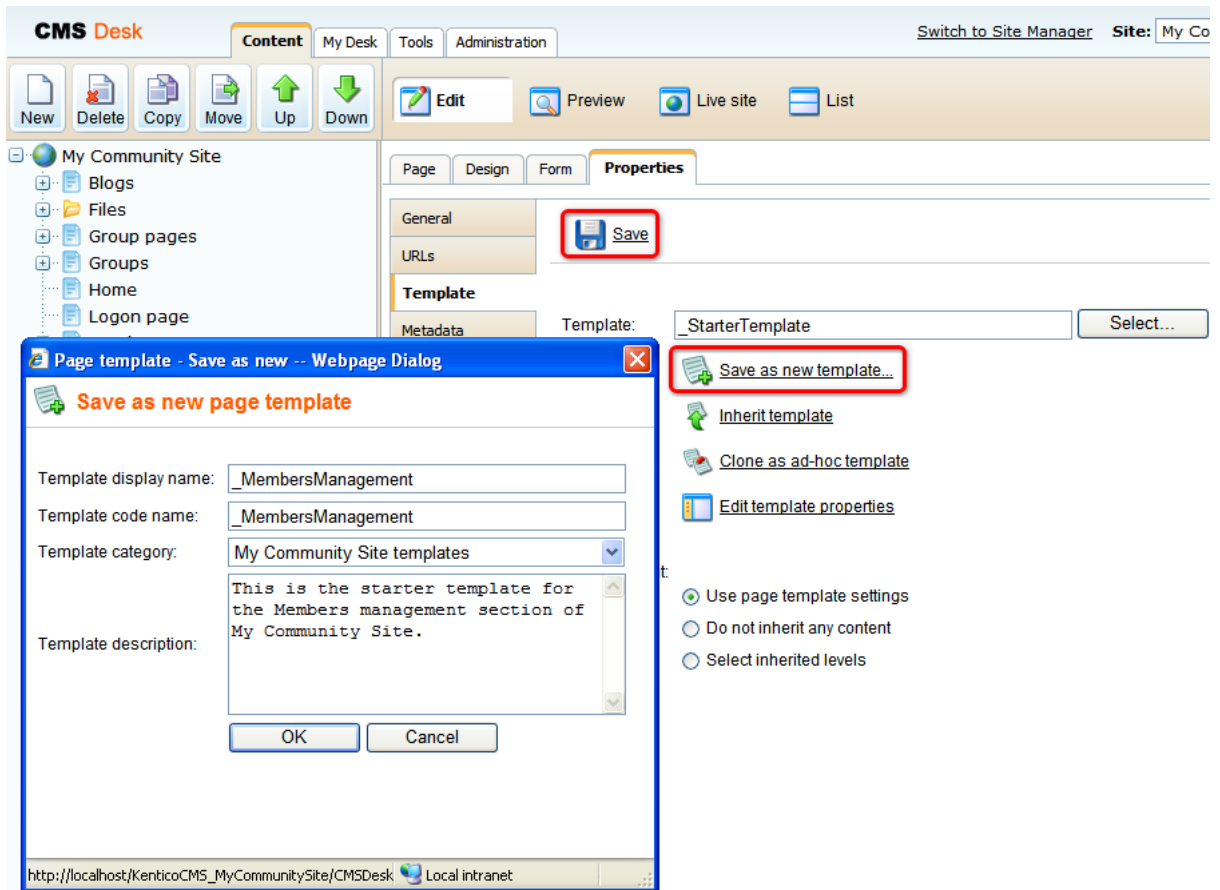 CMS Desk
Content My Desk Tools Administration
Switch to Site Manager Site: My Co
New Delete Copy Move Up Down
Edit Preview Live site List
My Community Site
Blogs
Files
Group pages
Groups
Home
Logon page
Page Design Form Properties
General
URLs
Template
Metadata
Save
Template: _StarterTemplate Select...
Save as new template...
Inherit template
Clone as ad-hoc template
Edit template properties
t:
Use page template settings
Do not inherit any content
Select inherited levels
Page template - Save as new -- Webpage Dialog
Save as new page template
Template display name: _MembersManagement
Template code name: _MembersManagement
Template category: My Community Site templates
Template description:
This is the starter template for
the Members management section of
My Community Site.
OK Cancel
http://localhost/KenticoCMS_MyCommunitySite/CMSDesk Local intranet